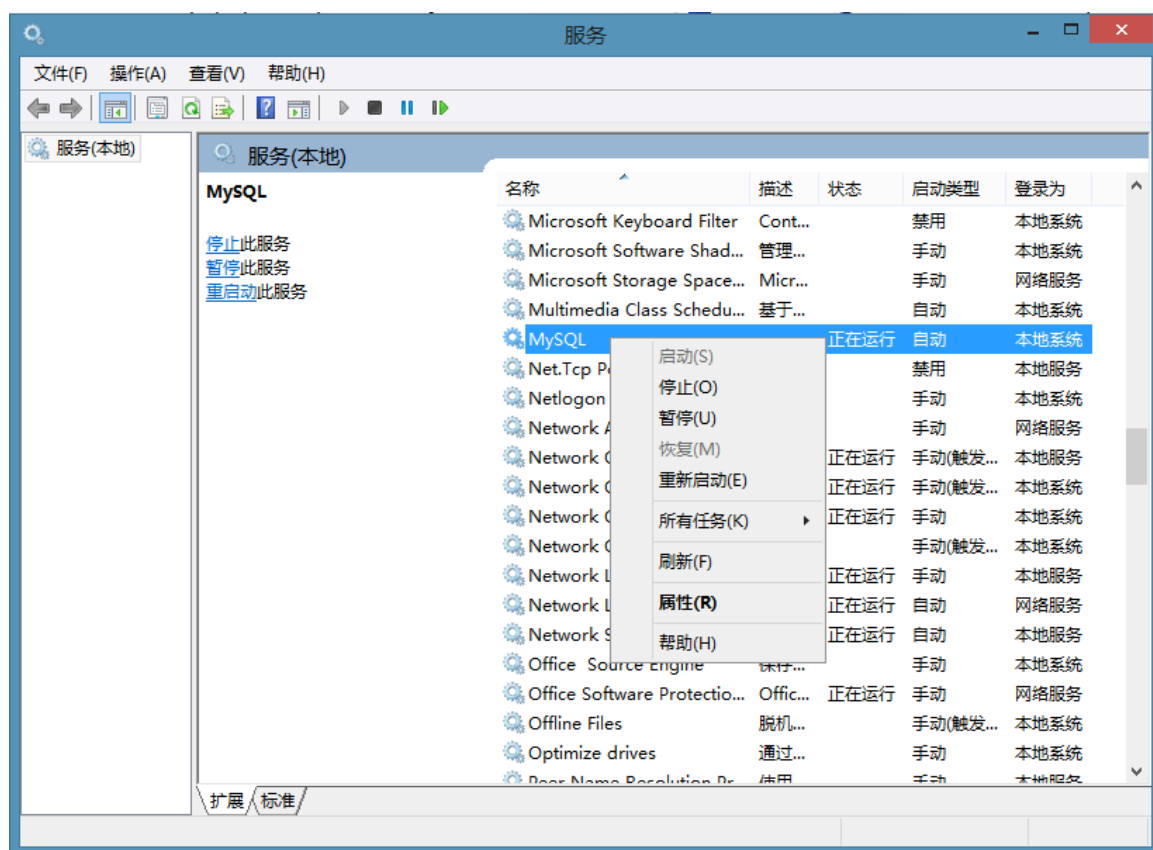 服务
文件(F) 操作(A) 查看(V) 帮助(H)
服务(本地)
服务(本地)
MySQL
停止此服务
暂停此服务
重启动此服务
名称 描述 状态 启动类型 登录为
Microsoft Keyboard Filter Cont... 禁用 本地系统
Microsoft Software Shad... 管理... 手动 本地系统
Microsoft Storage Space... Micr... 手动 网络服务
Multimedia Class Schedu... 基于... 自动 本地系统
MySQL 正在运行 自动 本地系统
Net.Tcp 禁用 本地服务
Netlogon 手动 本地系统
Network 手动 网络服务
Network 正在运行 手动(触发... 本地服务
Network 正在运行 手动(触发... 本地系统
Network 正在运行 手动 本地系统
Network 手动(触发... 本地系统
Network 正在运行 手动 本地服务
Network 正在运行 自动 网络服务
Network 正在运行 自动 本地服务
Office Source Engine 保存... 手动 本地系统
Office Software Protectio... Offic... 正在运行 手动 网络服务
Offline Files 脱机... 手动(触发... 本地系统
Optimize drives 通过... 手动 本地系统
Peer Name Resolution Pr... 使用... 手动 本地服务
启动(S)
停止(O)
暂停(U)
恢复(M)
重新启动(E)
所有任务(K)
刷新(F)
属性(R)
帮助(H)
扩展 标准